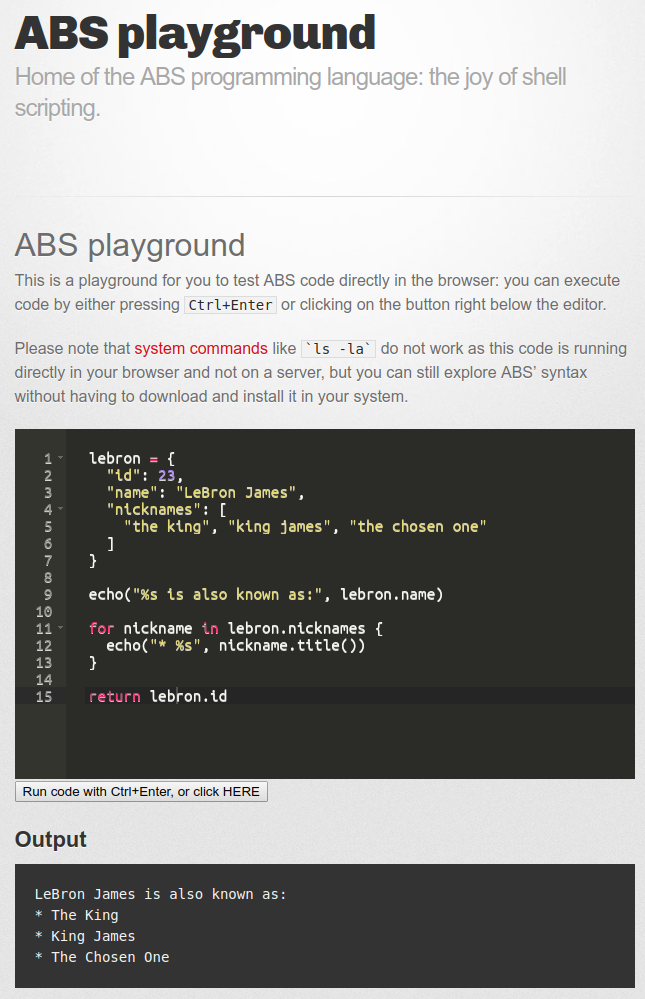 ABS playground
Home of the ABS programming language: the joy of shell
scripting.
ABS playground
This is a playground for you to test ABS code directly in the browser: you can execute
code by either pressing Ctrl+Enter or clicking on the button right below the editor.
Please note that system commands like `ls -la` do not work as this code is running
directly in your browser and not on a server, but you can still explore ABS' syntax
without having to download and install it in your system.
1 lebron = {
2 "id": 23,
3 "name": "LeBron James",
4 "nicknames": [
5 "the king", "king james", "the chosen one"
6 ]
7 }
8
9 echo("%s is also known as:", lebron.name)
10
11 for nickname in lebron.nicknames {
12 echo("* %s", nickname.title())
13 }
14
15 return lebron.id
Run code with Ctrl+Enter, or click HERE
Output
LeBron James is also known as:
* The King
* King James
* The Chosen One